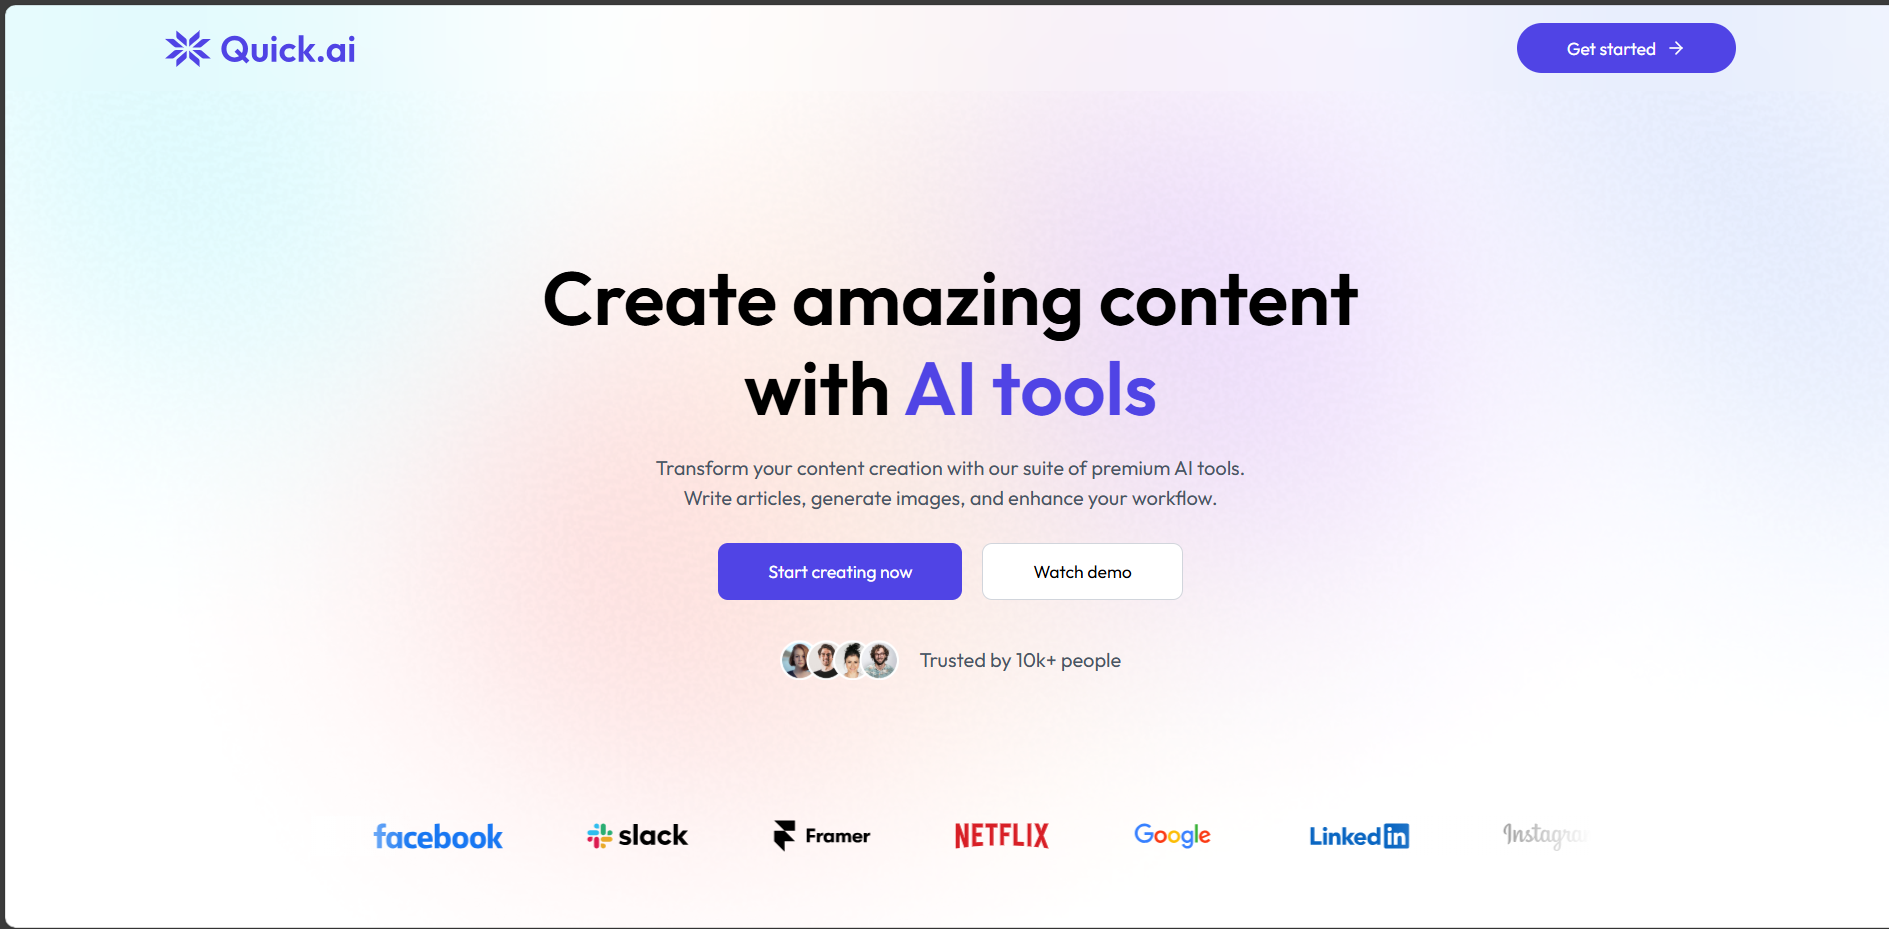 Quick.ai
Get started
Create amazing content
with AI tools
Transform your content creation with our suite of premium AI tools.
Write articles, generate images, and enhance your workflow.
Start creating now
Watch demo
Trusted by 10k+ people
facebook
slack
Framer
NETFLIX
Google
Linkedin